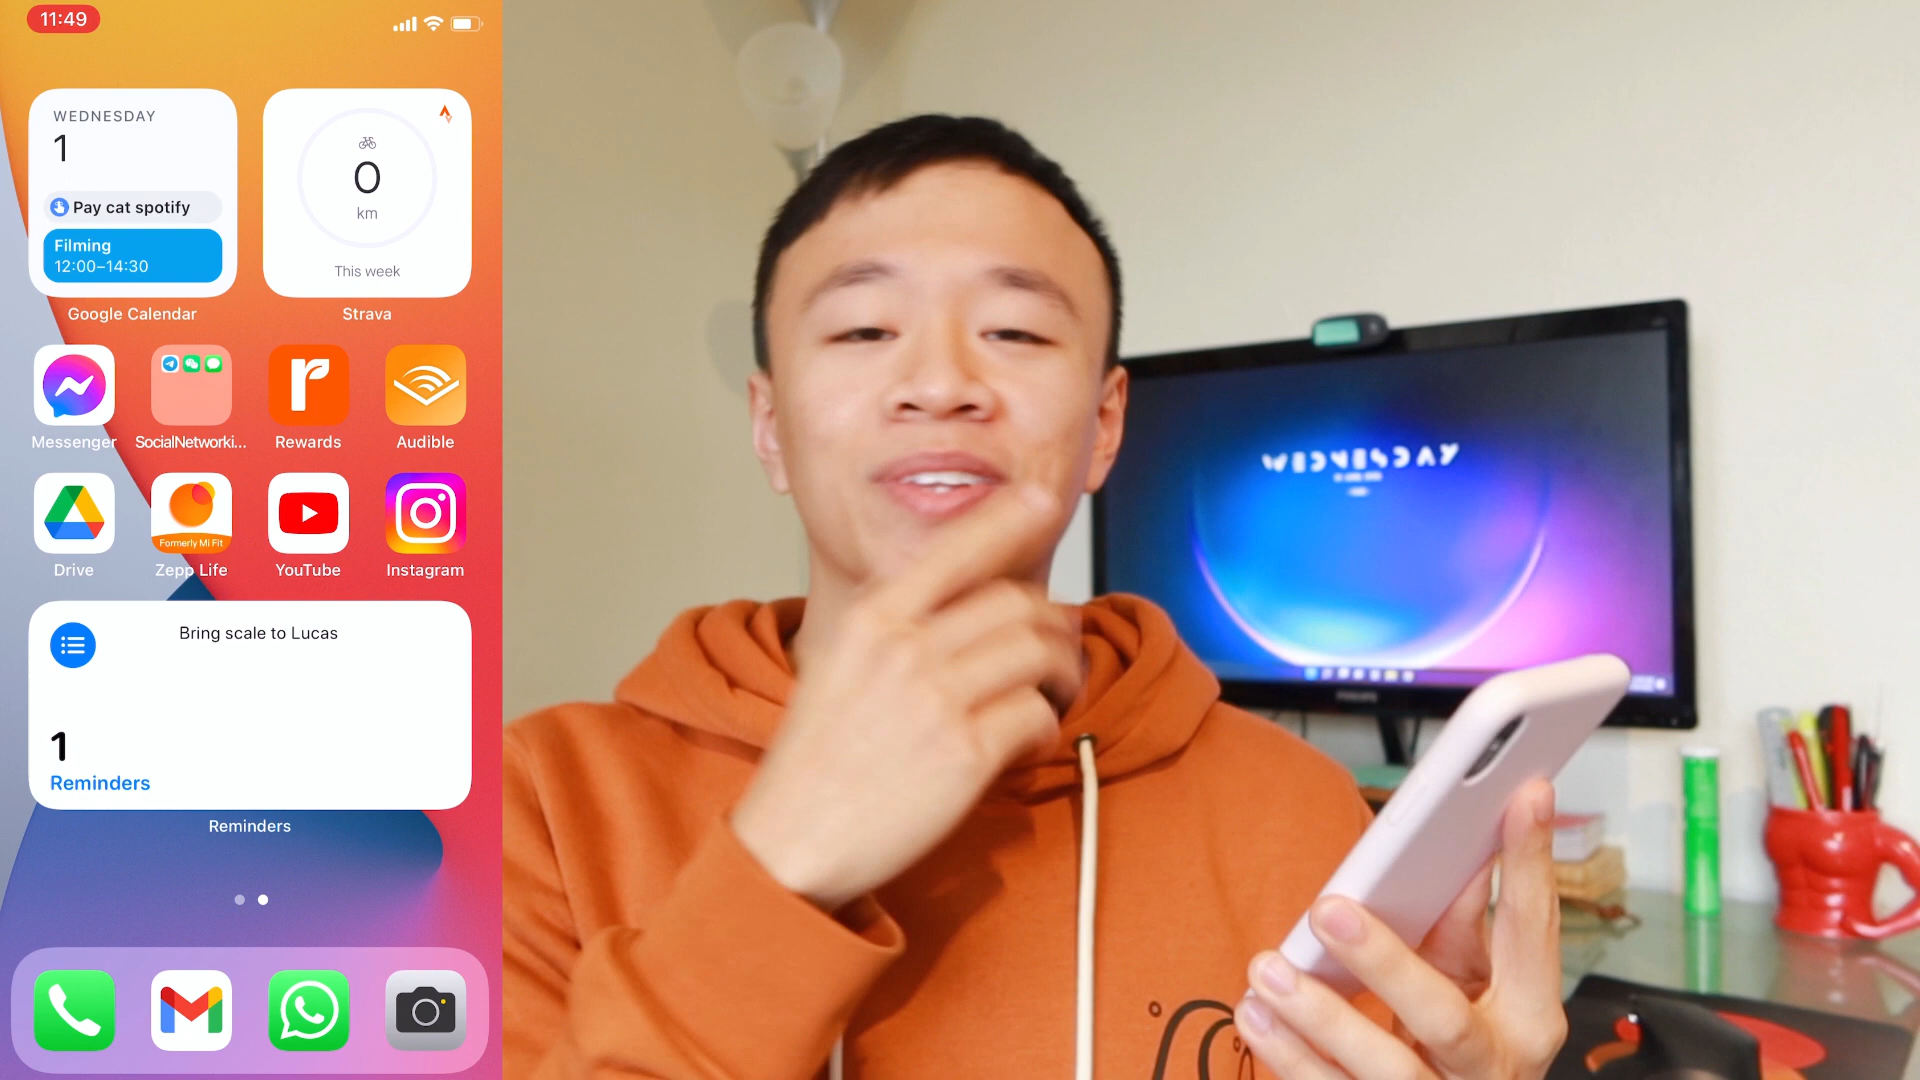 11:49
WEDNESDAY
1
Pay cat spotify
Filming
12:00–14:30
Google Calendar
0
km
This week
Strava
Messenger
SocialNetworki...
Rewards
Audible
Formerly Mi Fit
Drive
Zepp Life
YouTube
Instagram
Bring scale to Lucas
1
Reminders
Reminders
WEDNESDAY
PHILIPS